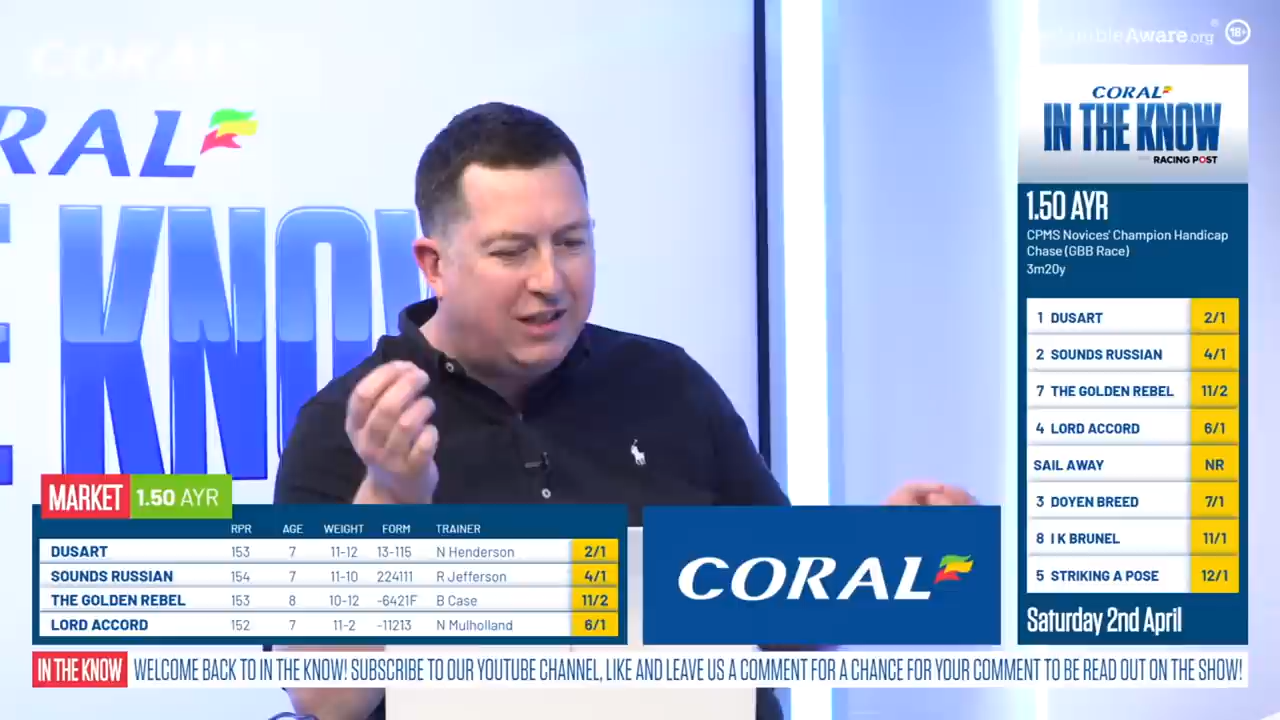 CORAL
RAL
KNOW
bleAware.org
18+
CORAL
IN THE KNOW
RACING POST
1.50 AYR
CPMS Novices' Champion Handicap
Chase (GBB Race)
3m20y
1 DUSART 2/1
2 SOUNDS RUSSIAN 4/1
7 THE GOLDEN REBEL 11/2
4 LORD ACCORD 6/1
SAIL AWAY NR
3 DOYEN BREED 7/1
8 I K BRUNEL 11/1
5 STRIKING A POSE 12/1
Saturday 2nd April
MARKET 1.50 AYR
RPR AGE WEIGHT FORM TRAINER
DUSART 153 7 11-12 13-115 N Henderson 2/1
SOUNDS RUSSIAN 154 7 11-10 224111 R Jefferson 4/1
THE GOLDEN REBEL 153 8 10-12 -6421F B Case 11/2
LORD ACCORD 152 7 11-2 -11213 N Mulholland 6/1
CORAL
IN THE KNOW WELCOME BACK TO IN THE KNOW! SUBSCRIBE TO OUR YOUTUBE CHANNEL, LIKE AND LEAVE US A COMMENT FOR A CHANCE FOR YOUR COMMENT TO BE READ OUT ON THE SHOW!